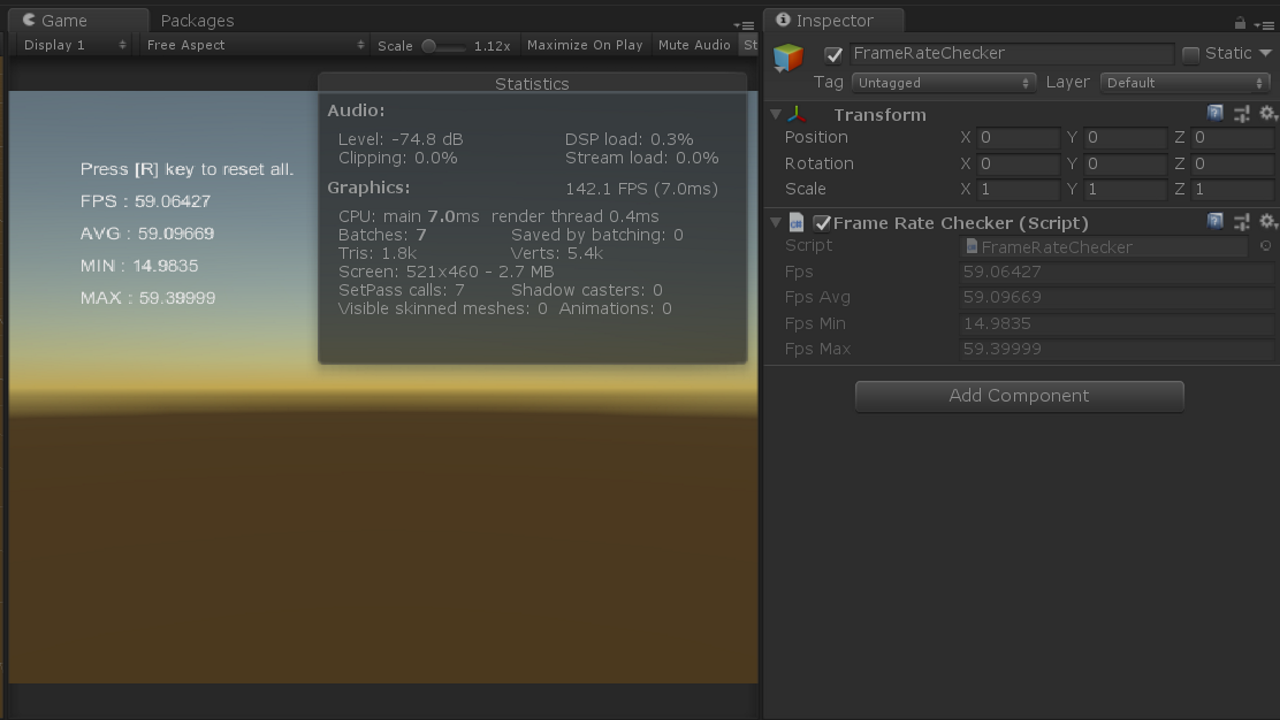 Game Packages
Display 1 Free Aspect Scale 1.12x Maximize On Play Mute Audio St
Statistics
Audio:
Level: -74.8 dB DSP load: 0.3%
Clipping: 0.0% Stream load: 0.0%
Graphics: 142.1 FPS (7.0ms)
CPU: main 7.0ms render thread 0.4ms
Batches: 7 Saved by batching: 0
Tris: 1.8k Verts: 5.4k
Screen: 521x460 - 2.7 MB
SetPass calls: 7 Shadow casters: 0
Visible skinned meshes: 0 Animations: 0
Press [R] key to reset all.
FPS : 59.06427
AVG : 59.09669
MIN : 14.9835
MAX : 59.39999
Inspector
FrameRateChecker Static
Tag Untagged Layer Default
Transform
Position X 0 Y 0 Z 0
Rotation X 0 Y 0 Z 0
Scale X 1 Y 1 Z 1
Frame Rate Checker (Script)
Script FrameRateChecker
Fps 59.06427
Fps Avg 59.09669
Fps Min 14.9835
Fps Max 59.39999
Add Component